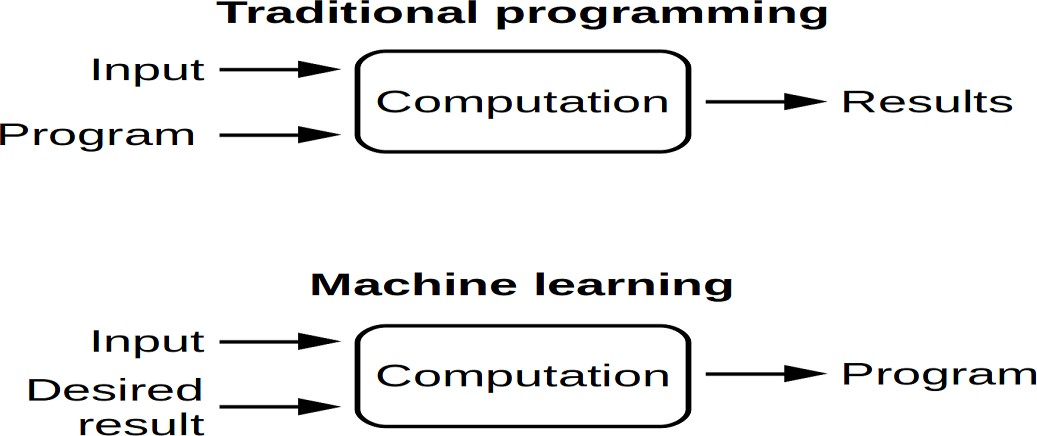 Traditional programming
Input
Program
Computation
Results
Machine learning
Input
Desired
result
Computation
Program